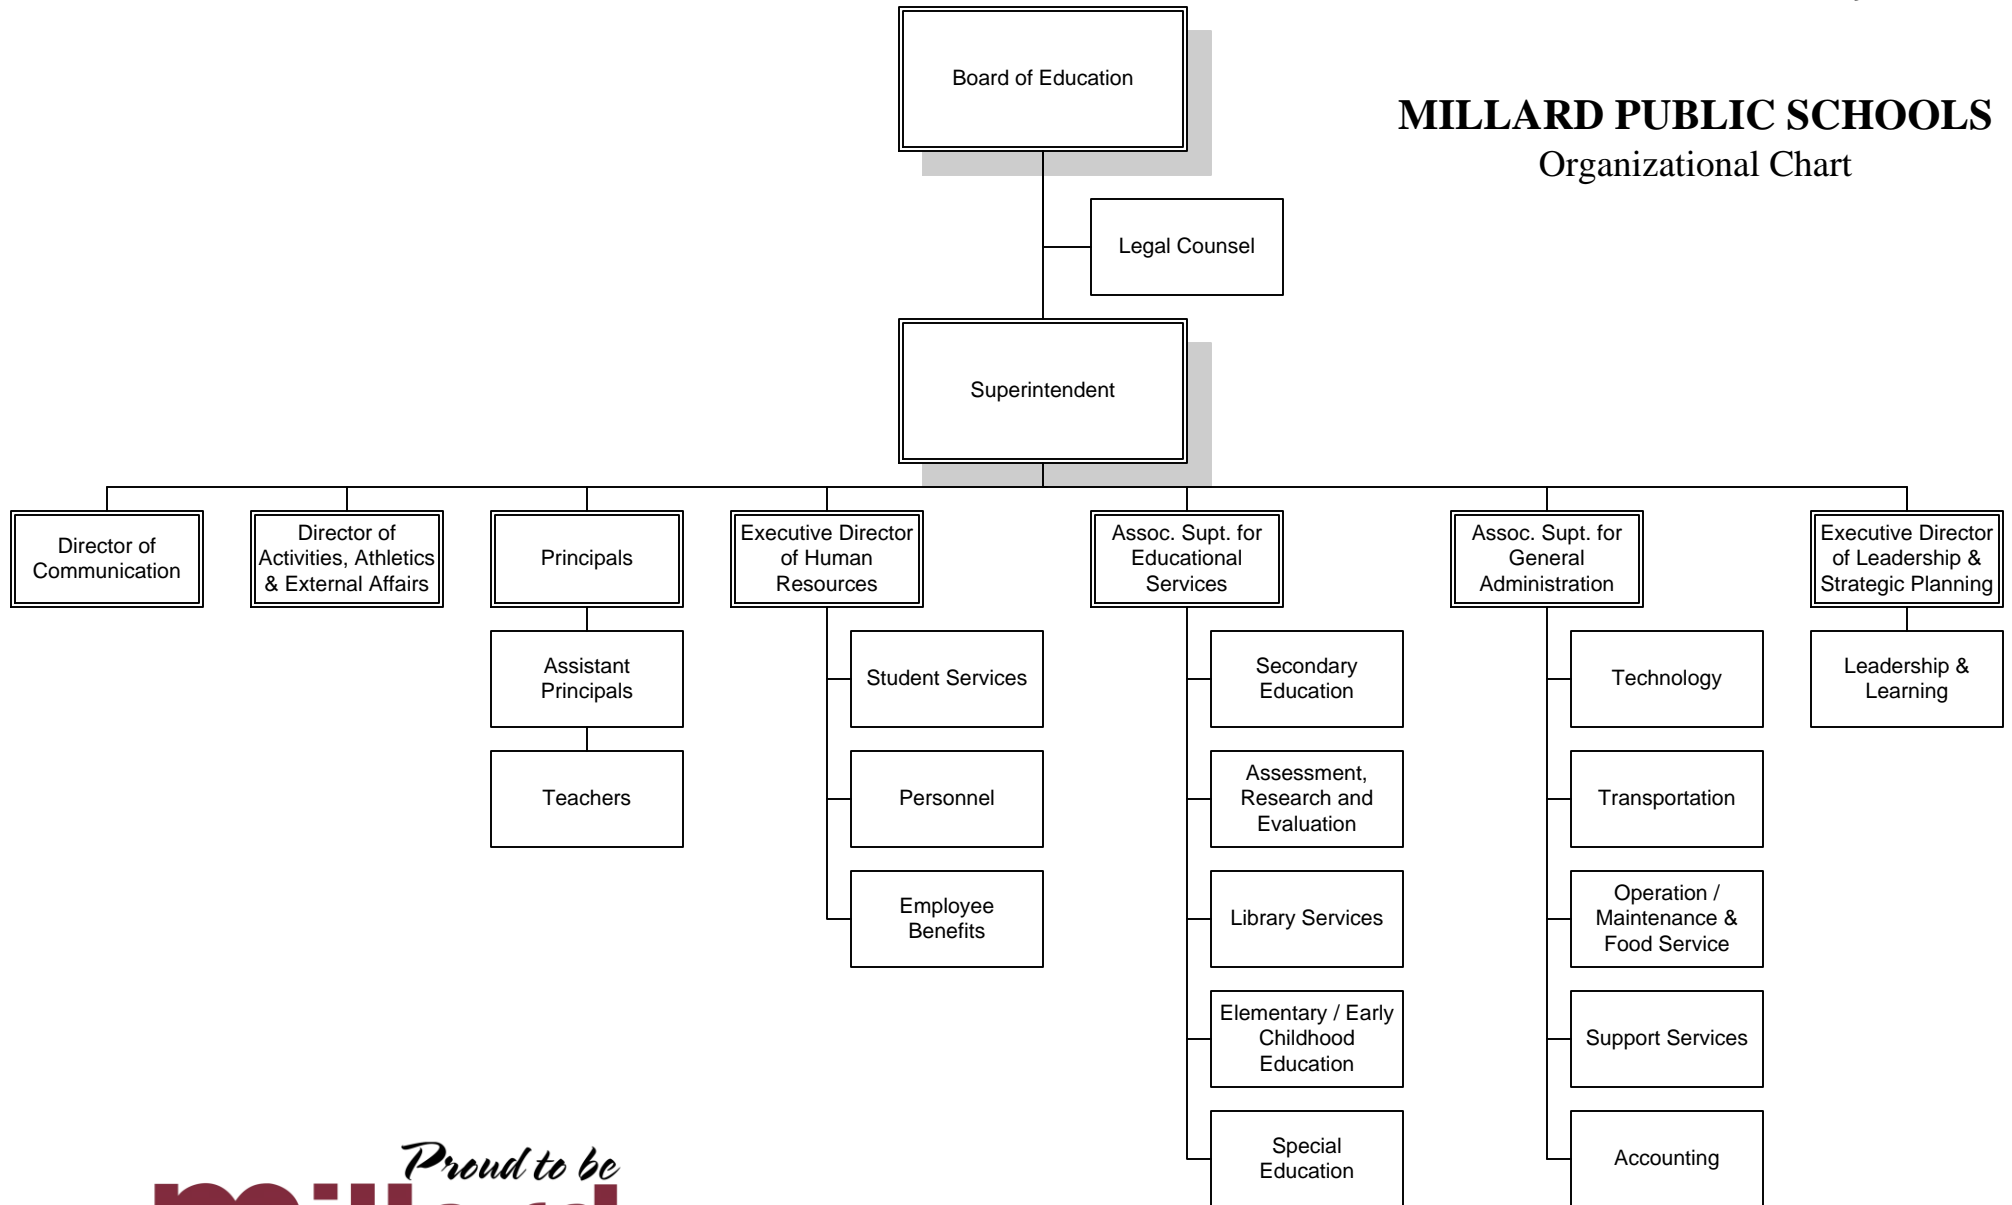 Board of Education
MILLARD PUBLIC SCHOOLS
Organizational Chart
Legal Counsel
Superintendent
Director of
Communication
Director of
Activities, Athletics
& External Affairs
Principals
Executive Director
of Human
Resources
Assoc. Supt. for
Educational
Services
Assoc. Supt. for
General
Administration
Executive Director
of Leadership &
Strategic Planning
Assistant
Principals
Teachers
Student Services
Personnel
Employee
Benefits
Secondary
Education
Assessment,
Research and
Evaluation
Library Services
Elementary / Early
Childhood
Education
Special
Education
Technology
Transportation
Operation /
Maintenance &
Food Service
Support Services
Accounting
Leadership &
Learning
Proud to be
millard